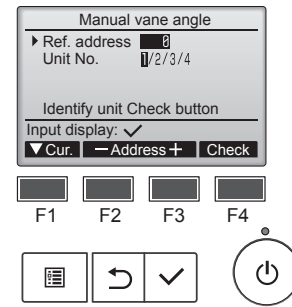 Manual vane angle
Ref. address 0
Unit No. 1/2/3/4
Identify unit Check button
Input display: ✓
▼Cur. －Address＋ Check
F1 F2 F3 F4